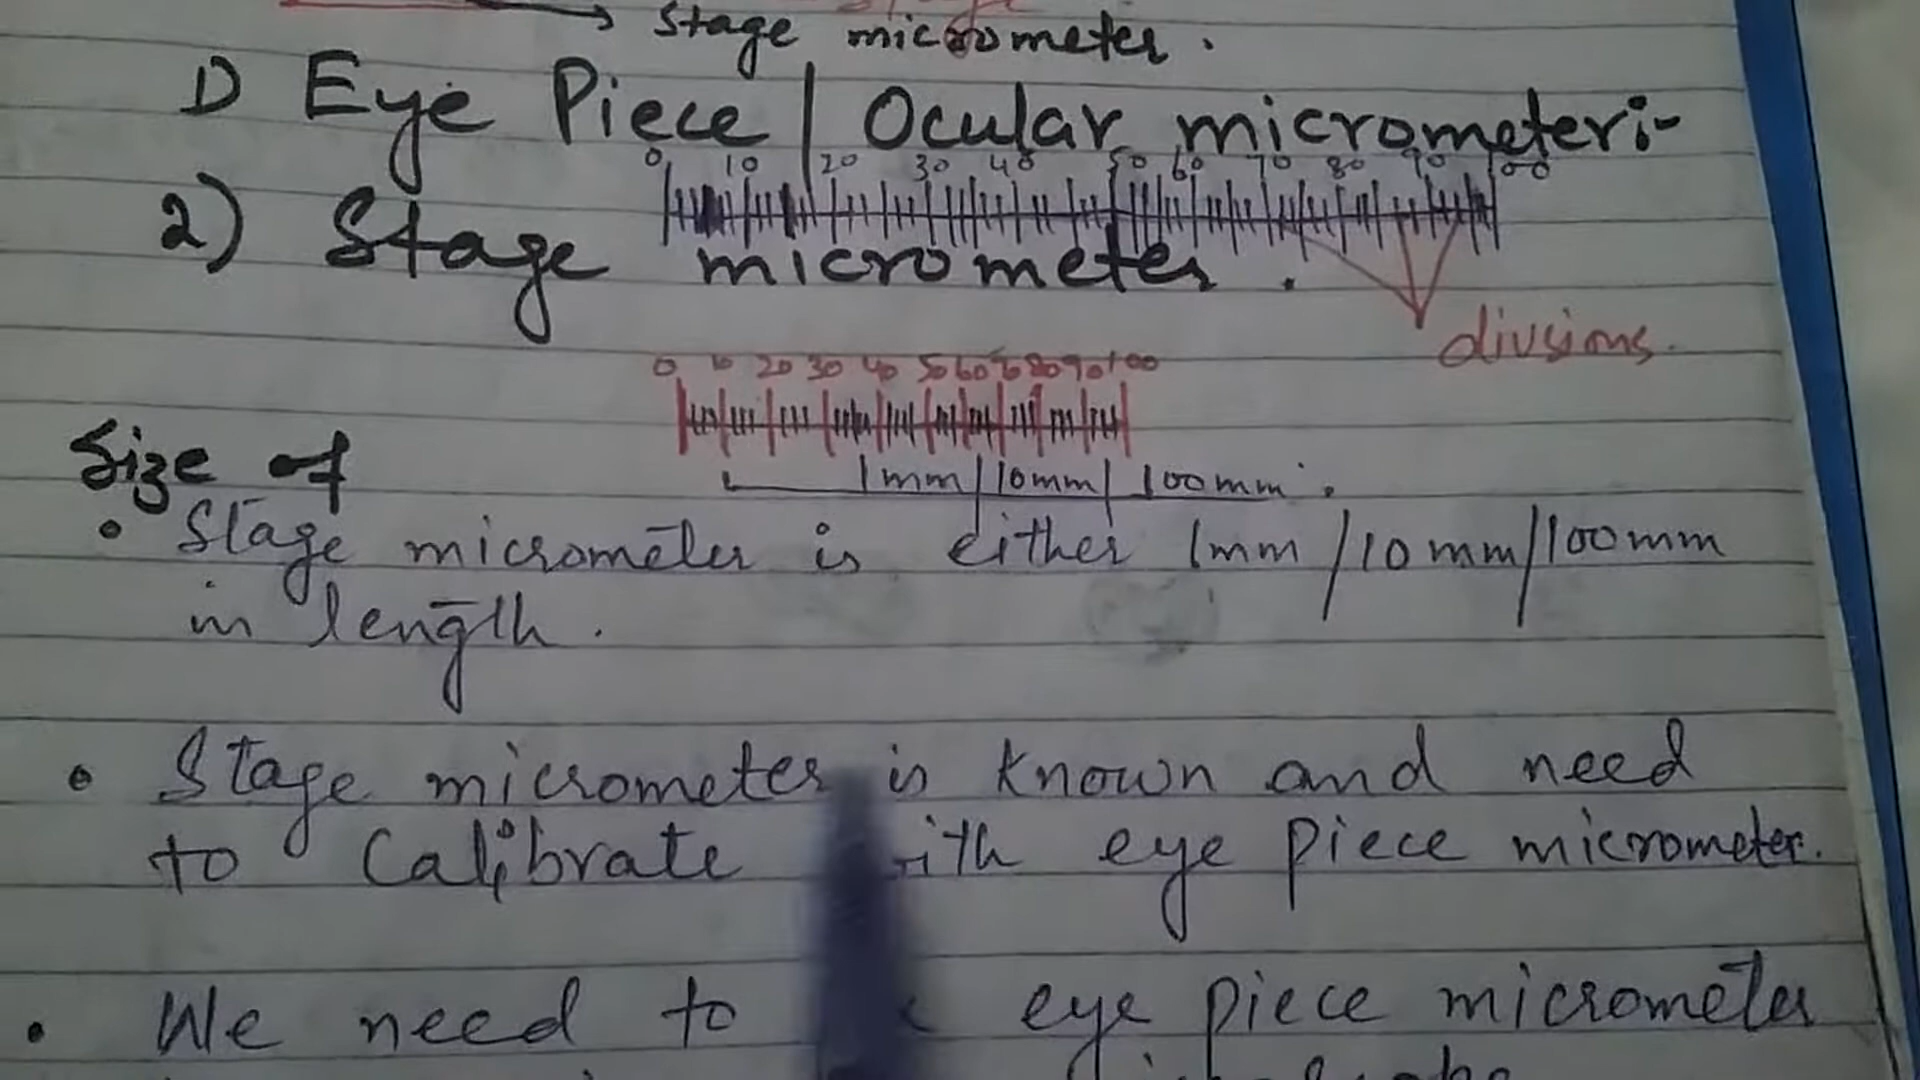 → Stage micrometer.
1) Eye Piece / Ocular micrometer:-
0 10 20 30 40 50 60 70 80 90 100
2) Stage micrometer.
divsions.
0 10 20 30 40 50 60 80 90 100
1mm/10mm/100mm.
Size of
• Stage micrometer is either 1mm/10mm/100mm
in length.
• Stage micrometer is known and need
to Calibrate with eye piece micrometer.
• We need to eye piece micrometer